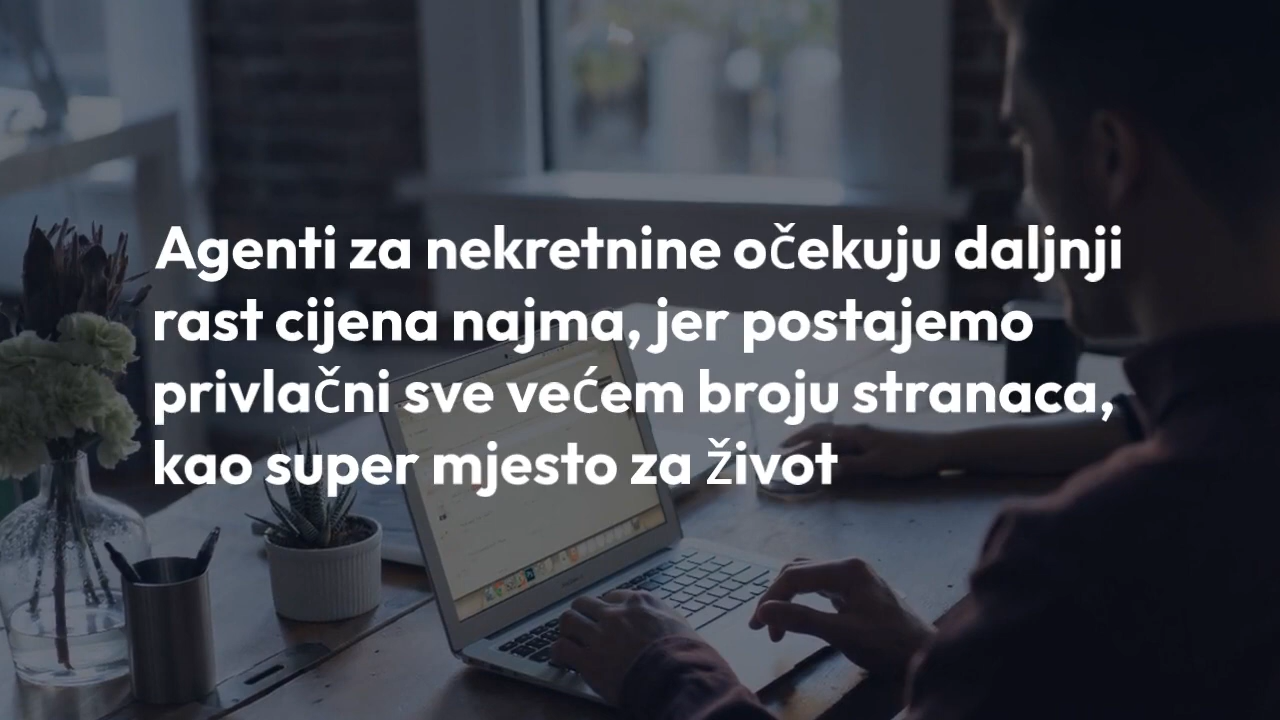 Agenti za nekretnine očekuju daljnji
rast cijena najma, jer postajemo
privlačni sve većem broju stranaca,
kao super mjesto za život